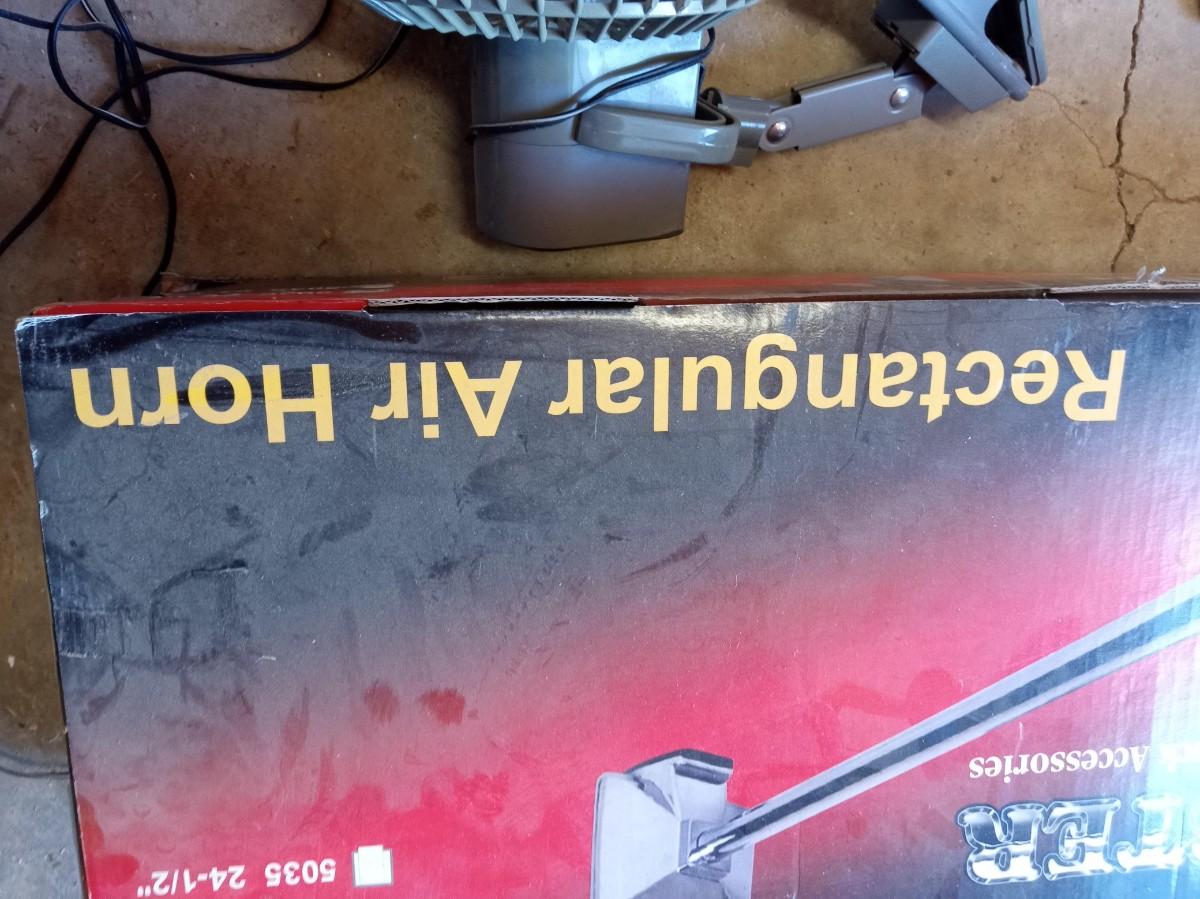 Rectangular Air Horn
Accessories
5035 24-1/2"